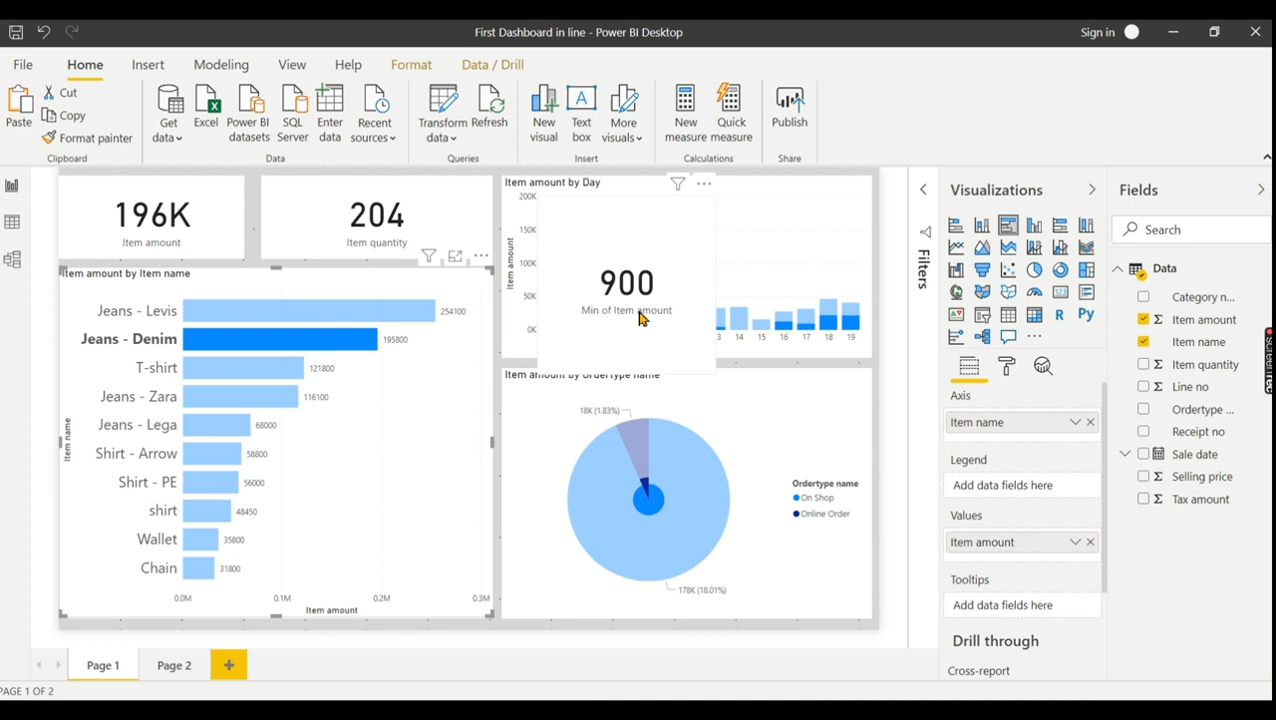 First Dashboard in line - Power BI Desktop
Sign in
File Home Insert Modeling View Help Format Data / Drill
Paste
Cut
Copy
Format painter
Clipboard
Get data
Excel
Power BI datasets
SQL Server
Enter data
Recent sources
Data
Transform data
Refresh
Queries
New visual
Text box
More visuals
Insert
New measure
Quick measure
Calculations
Publish
Share
196K
Item amount
204
Item quantity
Item amount by Item name
Item name
Jeans - Levis 254100
Jeans - Denim 195800
T-shirt 121800
Jeans - Zara 116100
Jeans - Lega 68000
Shirt - Arrow 58800
Shirt - PE 56000
shirt 48450
Wallet 35800
Chain 31800
0.0M 0.1M 0.2M 0.3M
Item amount
Item amount by Day
Item amount
200K
150K
100K
50K
0K
3 14 15 16 17 18 19
900
Min of Item amount
Item amount by Ordertype name
18K (1.83%)
178K (18.01%)
Ordertype name
On Shop
Online Order
Filters
Visualizations
R Py
Axis
Item name
Legend
Add data fields here
Values
Item amount
Tooltips
Add data fields here
Drill through
Cross-report
Fields
Search
Data
Category n...
Item amount
Item name
Item quantity
Line no
Ordertype ...
Receipt no
Sale date
Selling price
Tax amount
Page 1
Page 2
PAGE 1 OF 2
screenrec